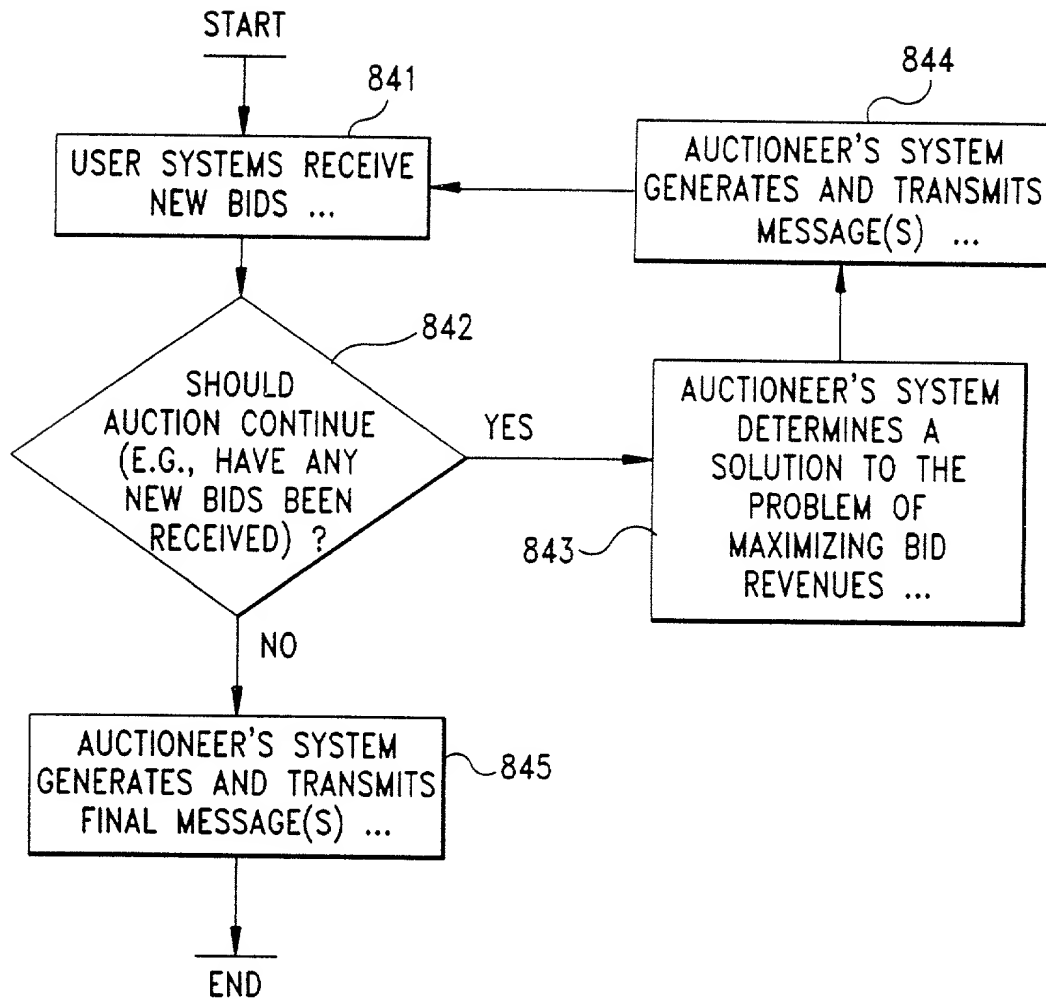 START
841
USER SYSTEMS RECEIVE
NEW BIDS ...
842
SHOULD
AUCTION CONTINUE
(E.G., HAVE ANY
NEW BIDS BEEN
RECEIVED) ?
YES
843
AUCTIONEER'S SYSTEM
DETERMINES A
SOLUTION TO THE
PROBLEM OF
MAXIMIZING BID
REVENUES ...
844
AUCTIONEER'S SYSTEM
GENERATES AND TRANSMITS
MESSAGE(S) ...
NO
AUCTIONEER'S SYSTEM
GENERATES AND TRANSMITS
FINAL MESSAGE(S) ...
845
END